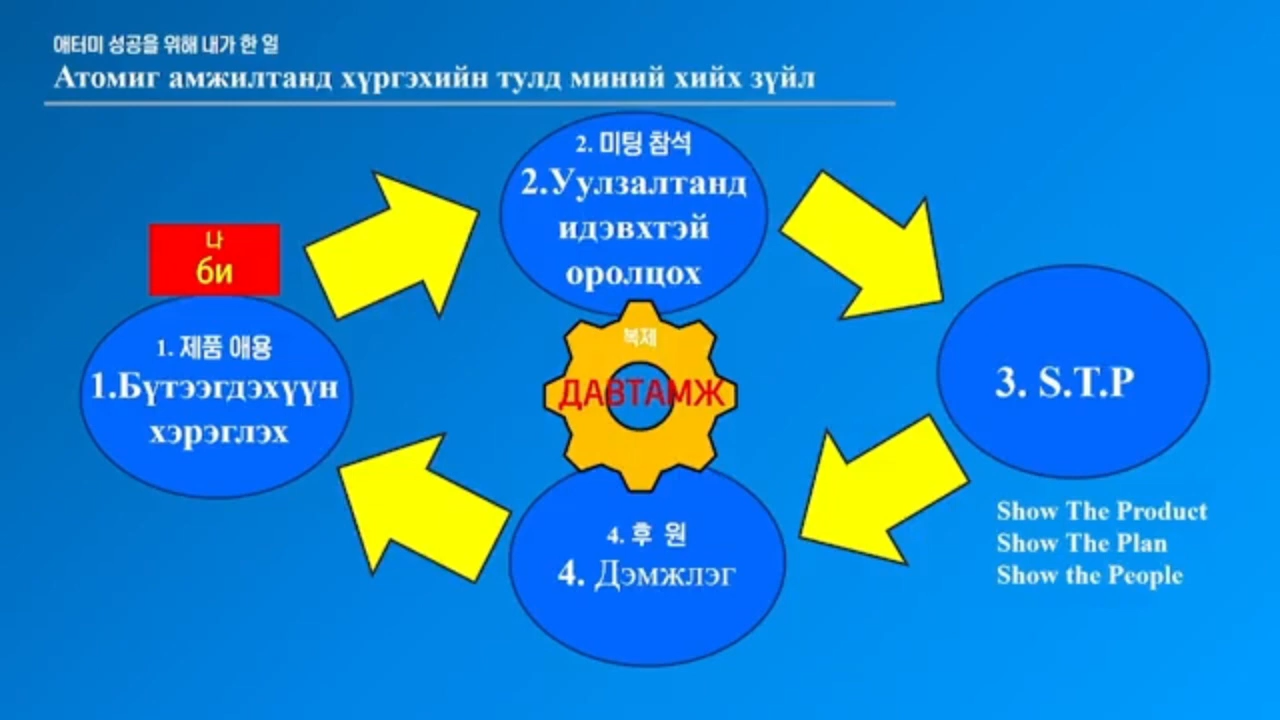 애터미 성공을 위해 내가 한 일
Атомиг амжилтанд хүргэхийн тулд миний хийх зүйл
2. 미팅 참석
2.Уулзалтанд
идэвхтэй
оролцох
나
би
1. 제품 애용
1.Бүтээгдэхүүн
хэрэглэх
복제
ДАВТАМЖ
3. S.T.P
Show The Product
Show The Plan
Show the People
4. 후 원
4. Дэмжлэг